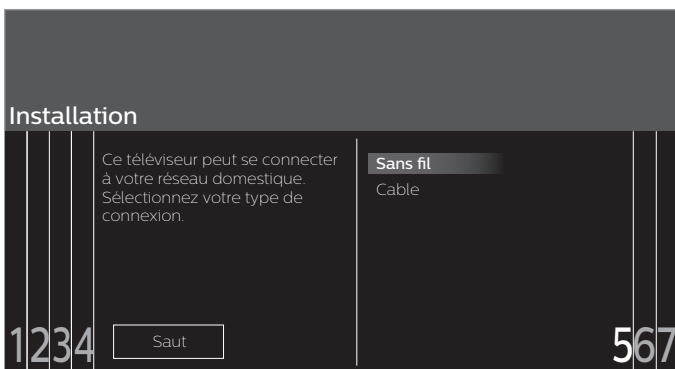 Installation
Ce téléviseur peut se connecter
à votre réseau domestique.
Sélectionnez votre type de
connexion.
Saut
Sans fil
Cable
1234
567